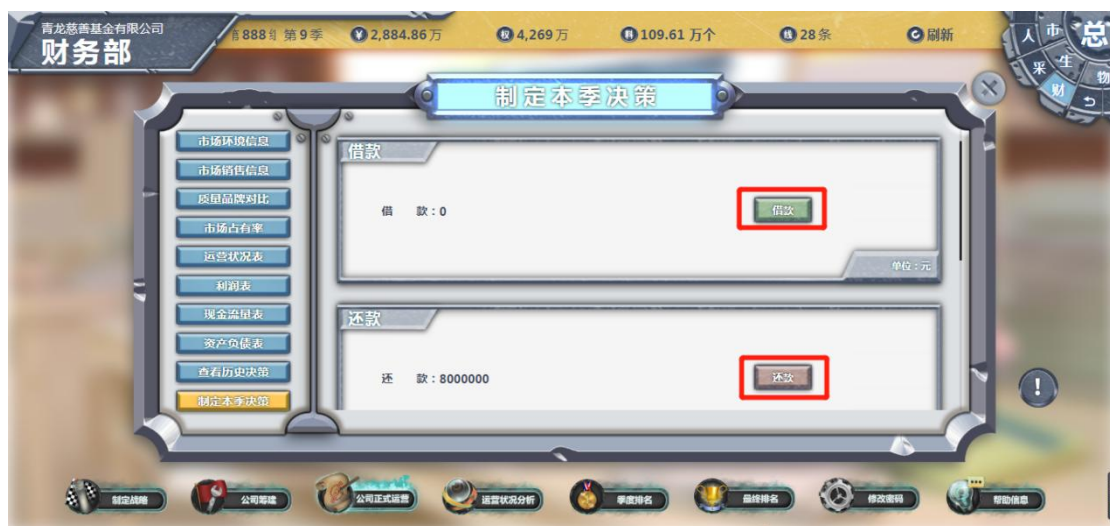 青龙慈善基金有限公司
财务部
888 第9季
¥ 2,884.86万
权 4,269万
料 109.61万个
线 28条
刷新
人 市 总
采 生 物
财
制定本季决策
市场环境信息
市场销售信息
质量品牌对比
市场占有率
运营状况表
利润表
现金流量表
资产负债表
查看历史决策
制定本季决策
借款
借 款:0
借款
单位:元
还款
还 款:8000000
还款
!
制定战略
公司筹建
公司正式运营
运营状况分析
季度排名
最终排名
修改密码
帮助信息